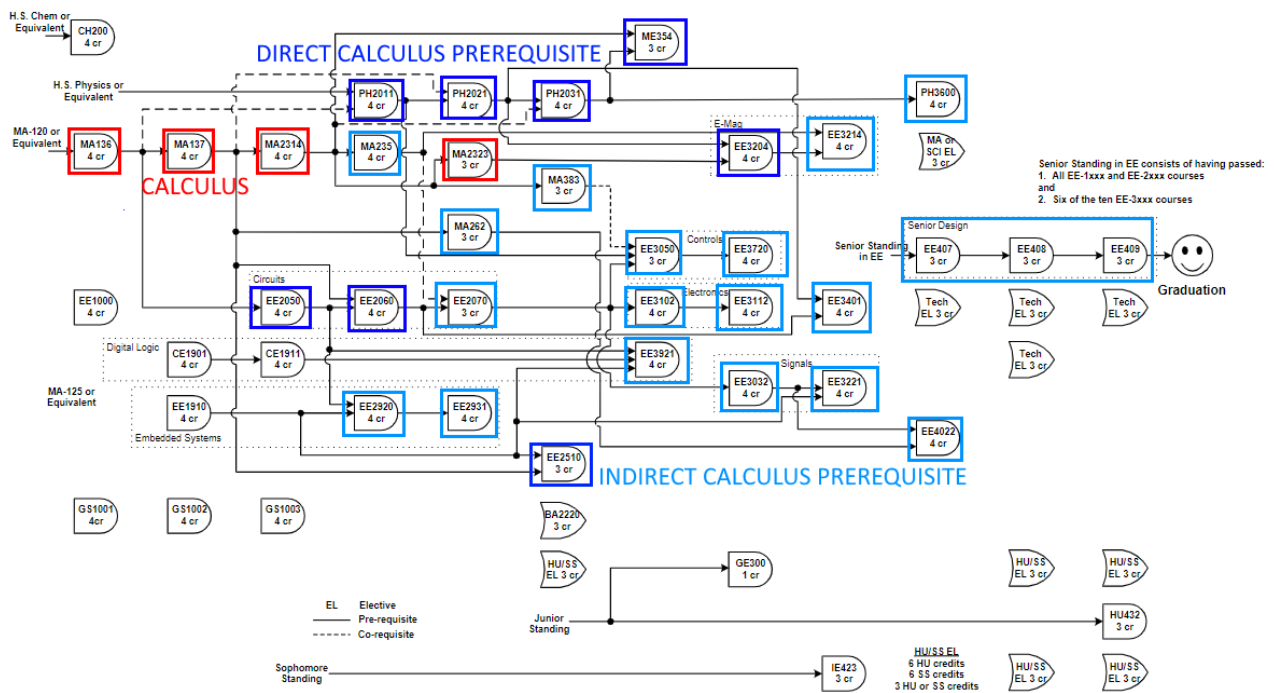 H.S. Chem or
Equivalent
CH200
4 cr
DIRECT CALCULUS PREREQUISITE
ME354
3 cr
H.S. Physics or
Equivalent
PH2011
4 cr
PH2021
4 cr
PH2031
4 cr
PH3600
4 cr
MA-120 or
Equivalent
MA136
4 cr
MA137
4 cr
MA2314
4 cr
MA235
4 cr
MA2323
3 cr
E-Mag
EE3204
4 cr
EE3214
4 cr
MA or
SCI EL
3 cr
CALCULUS
MA383
3 cr
Senior Standing in EE consists of having passed:
1. All EE-1xxx and EE-2xxx courses
and
2. Six of the ten EE-3xxx courses
MA262
3 cr
Controls
EE3050
3 cr
EE3720
4 cr
Senior Design
Senior Standing
in EE
EE407
3 cr
EE408
3 cr
EE409
3 cr
Graduation
EE1000
4 cr
Circuits
EE2050
4 cr
EE2060
4 cr
EE2070
3 cr
Electronics
EE3102
4 cr
EE3112
4 cr
EE3401
4 cr
Tech
EL 3 cr
Tech
EL 3 cr
Tech
EL 3 cr
Digital Logic
CE1901
4 cr
CE1911
4 cr
EE3921
4 cr
Signals
Tech
EL 3 cr
MA-125 or
Equivalent
EE1910
4 cr
Embedded Systems
EE2920
4 cr
EE2931
4 cr
EE3032
4 cr
EE3221
4 cr
EE4022
4 cr
EE2510
3 cr
INDIRECT CALCULUS PREREQUISITE
GS1001
4cr
GS1002
4 cr
GS1003
4 cr
BA2220
3 cr
HU/SS
EL 3 cr
GE300
1 cr
HU/SS
EL 3 cr
HU/SS
EL 3 cr
EL Elective
Pre-requisite
Co-requisite
Junior
Standing
HU432
3 cr
Sophomore
Standing
IE423
3 cr
HU/SS EL
6 HU credits
6 SS credits
3 HU or SS credits
HU/SS
EL 3 cr
HU/SS
EL 3 cr